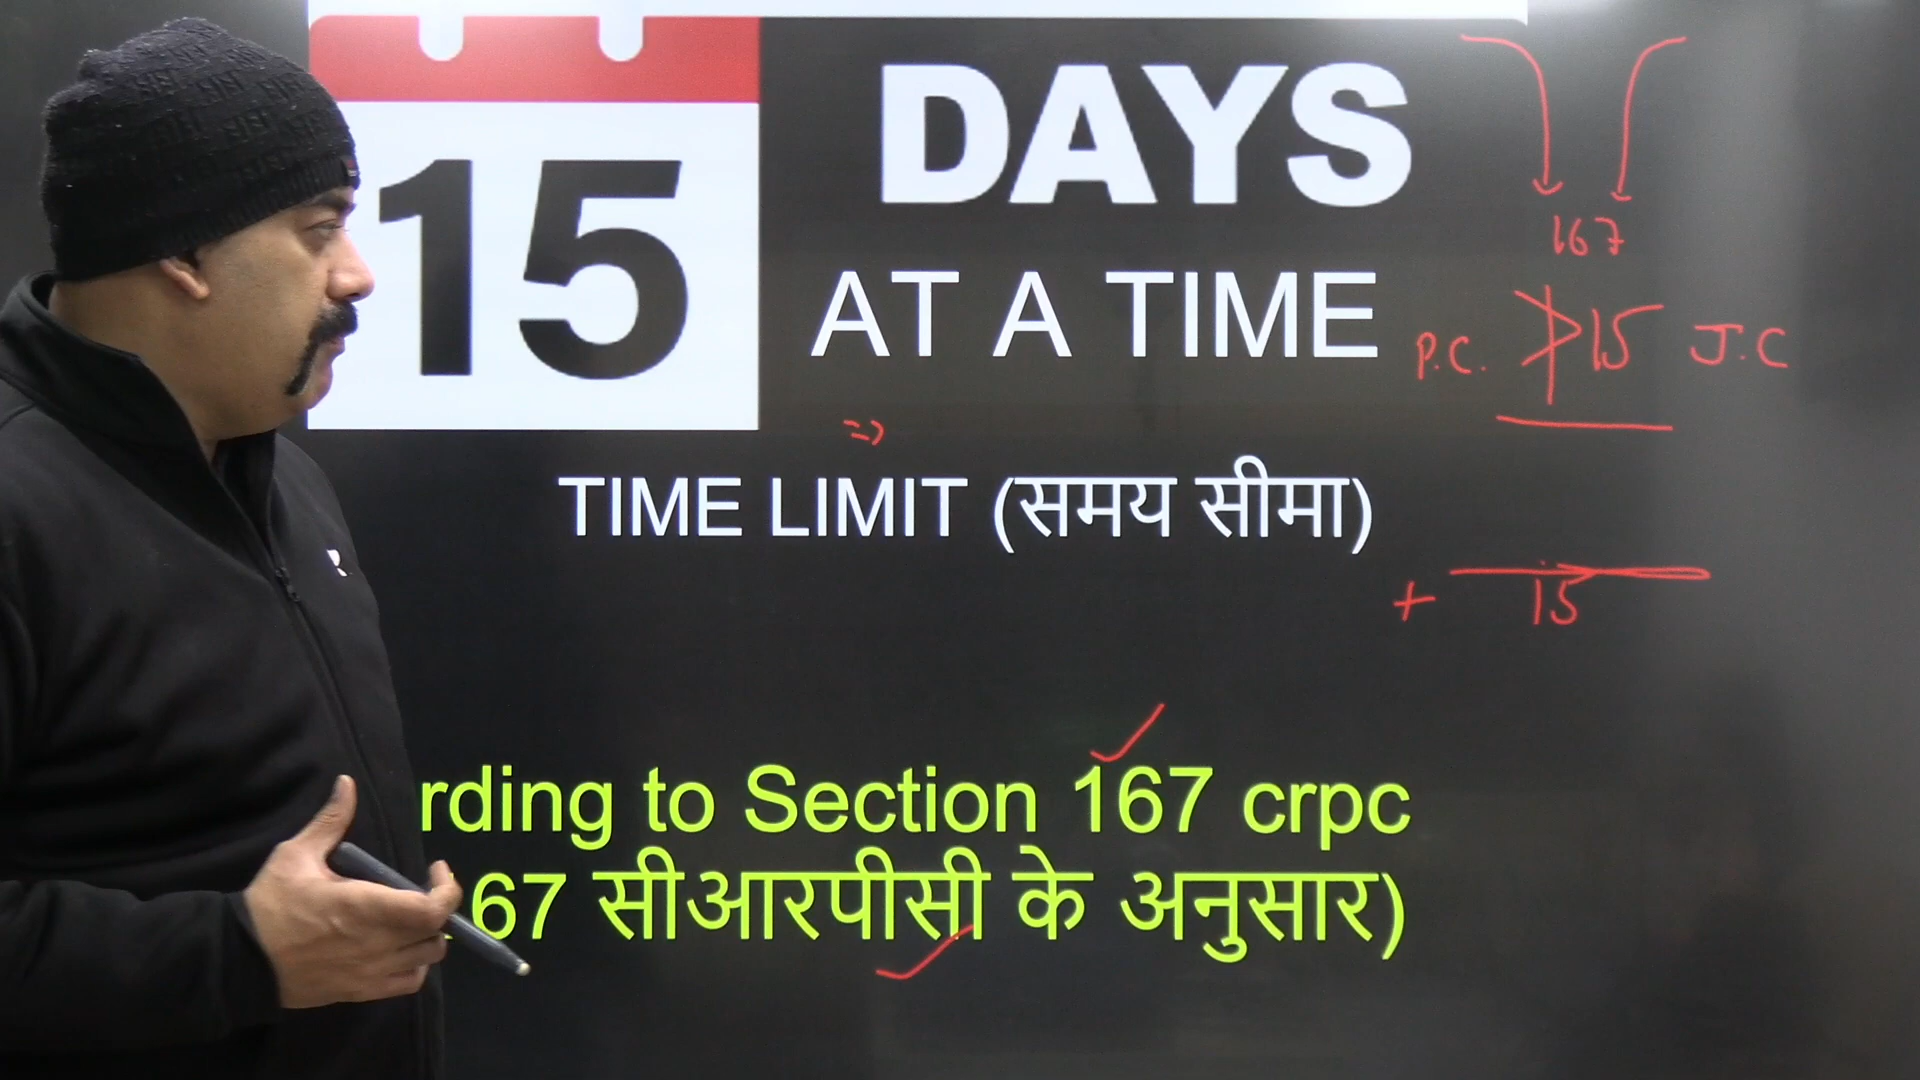 15
DAYS
AT A TIME
TIME LIMIT (समय सीमा)
rding to Section 167 crpc
67 सीआरपीसी के अनुसार)
167
P.C. ≯ 15 J.C
=>
+ 15